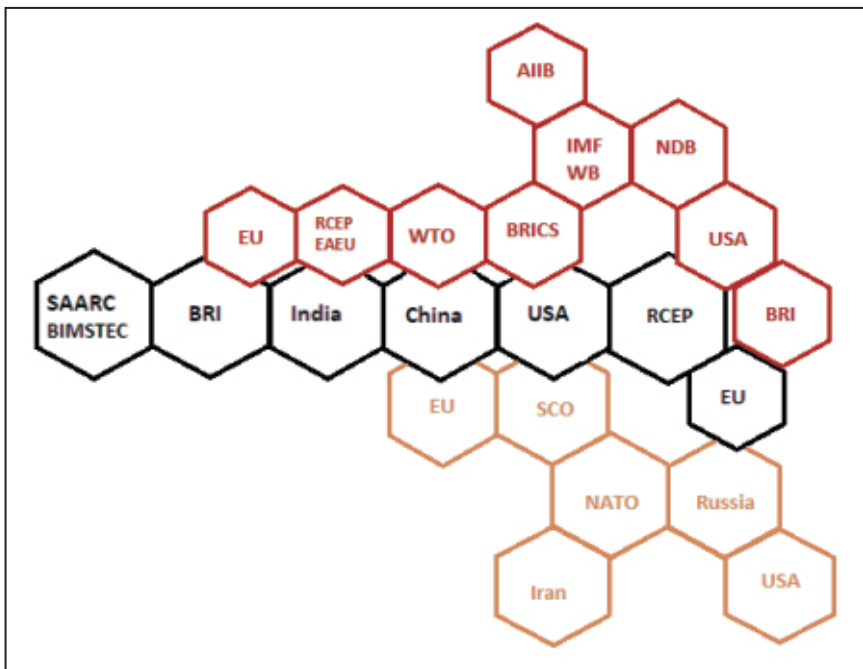 AIIB
IMF
WB
NDB
EU
RCEP
EAEU
WTO
BRICS
USA
SAARC
BIMSTEC
BRI
India
China
USA
RCEP
BRI
EU
EU
SCO
NATO
Russia
Iran
USA